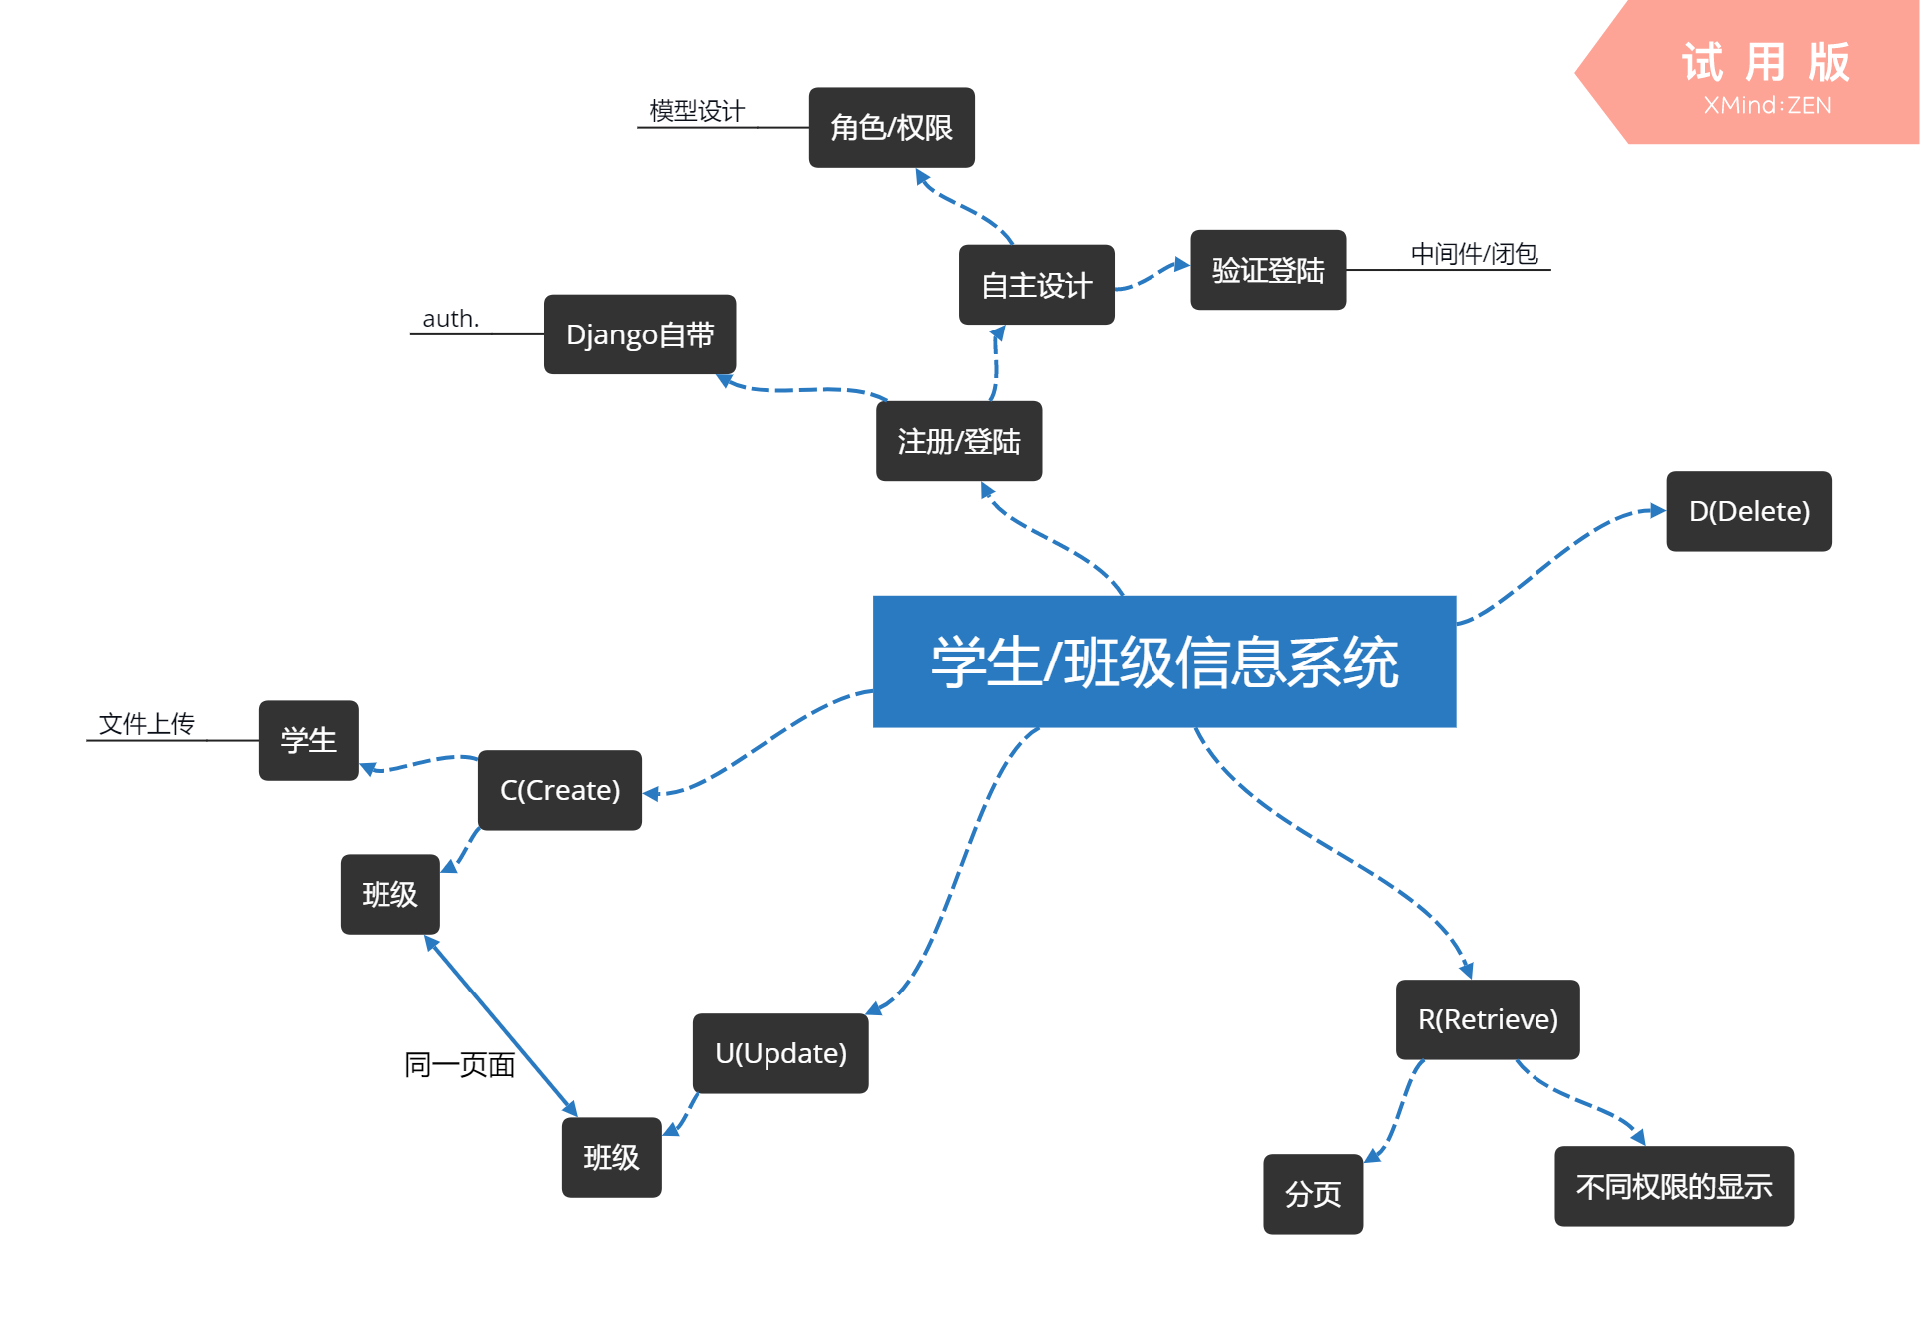 试用版
XMind:ZEN
模型设计
角色/权限
自主设计
验证登陆
中间件/闭包
auth.
Django自带
注册/登陆
D(Delete)
学生/班级信息系统
文件上传
学生
C(Create)
班级
同一页面
U(Update)
班级
R(Retrieve)
分页
不同权限的显示